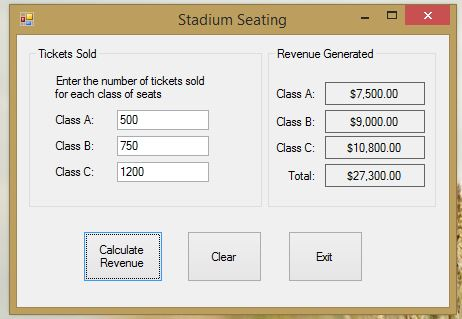 Stadium Seating
Tickets Sold
Enter the number of tickets sold
for each class of seats
Class A: 500
Class B: 750
Class C: 1200
Revenue Generated
Class A: $7,500.00
Class B: $9,000.00
Class C: $10,800.00
Total: $27,300.00
Calculate
Revenue
Clear
Exit